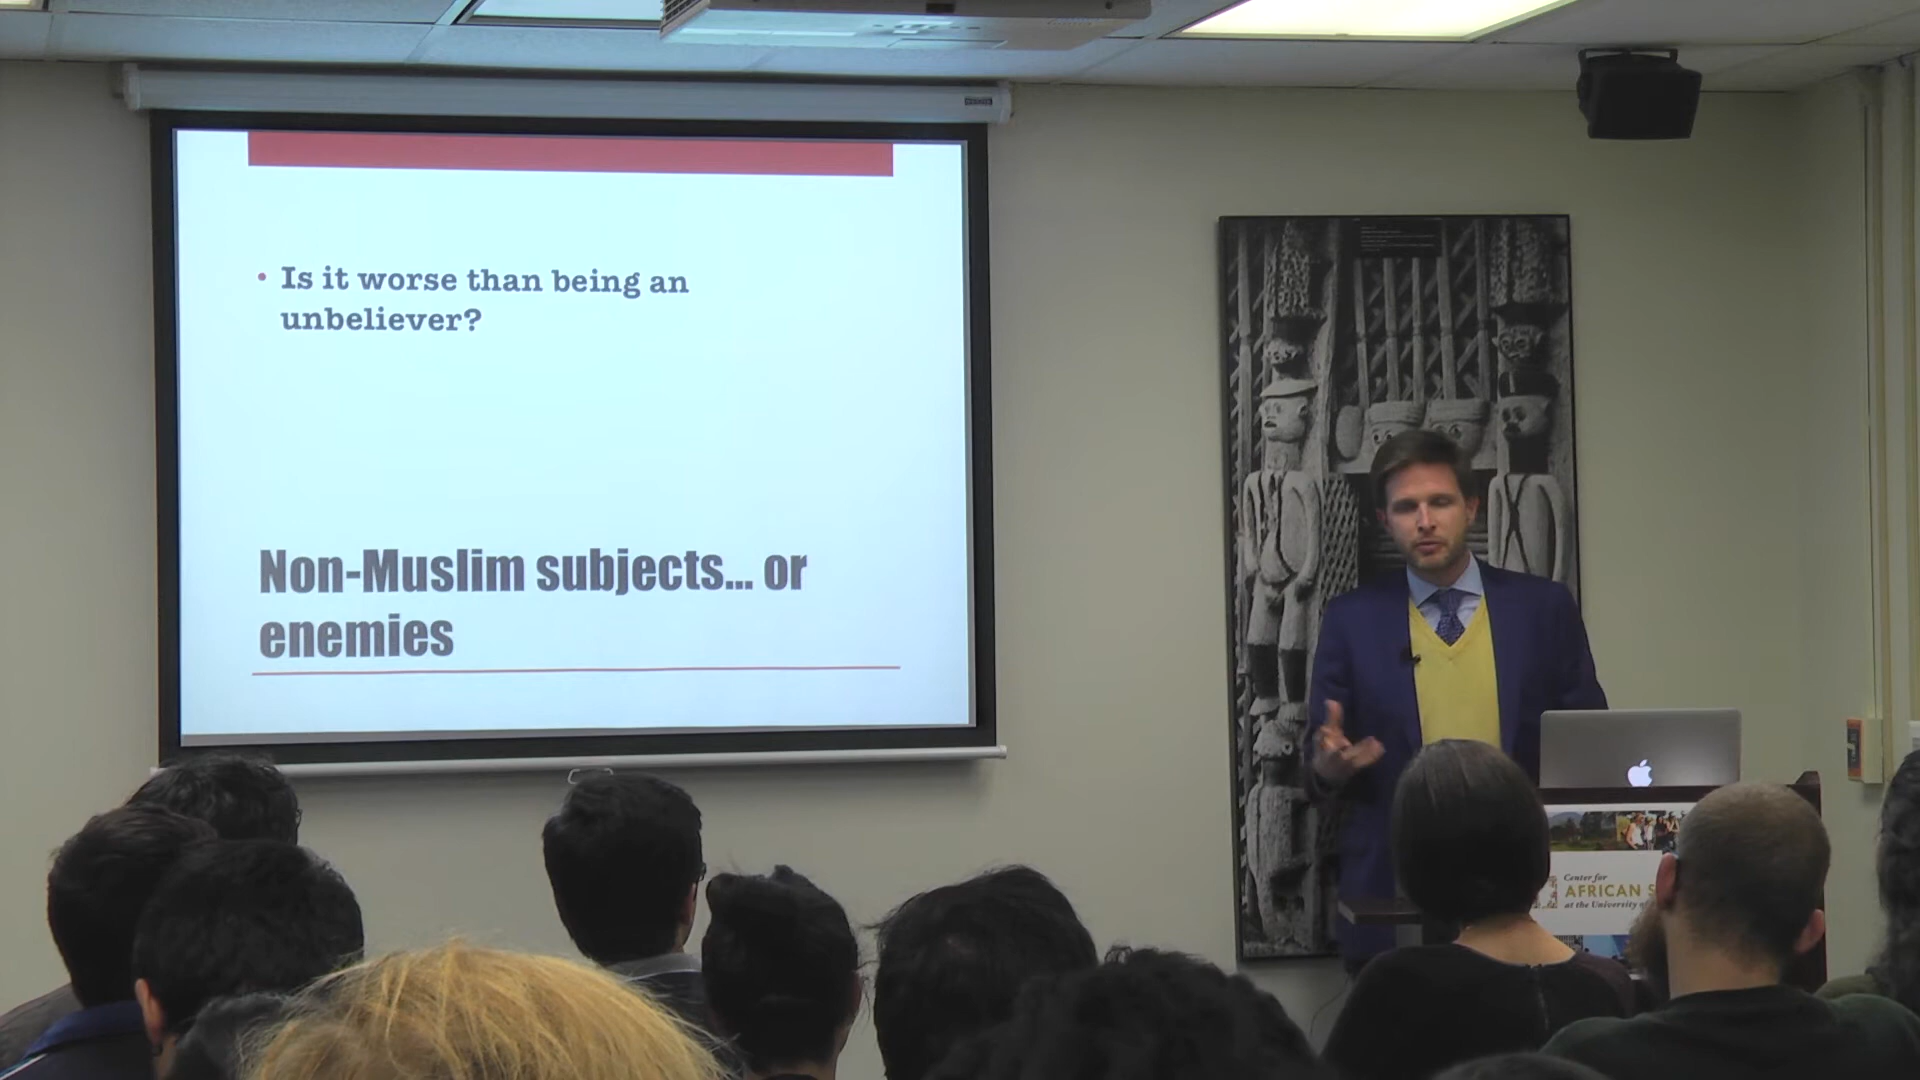 • Is it worse than being an
unbeliever?
Non-Muslim subjects... or
enemies
Center for
AFRICAN S
at the University of